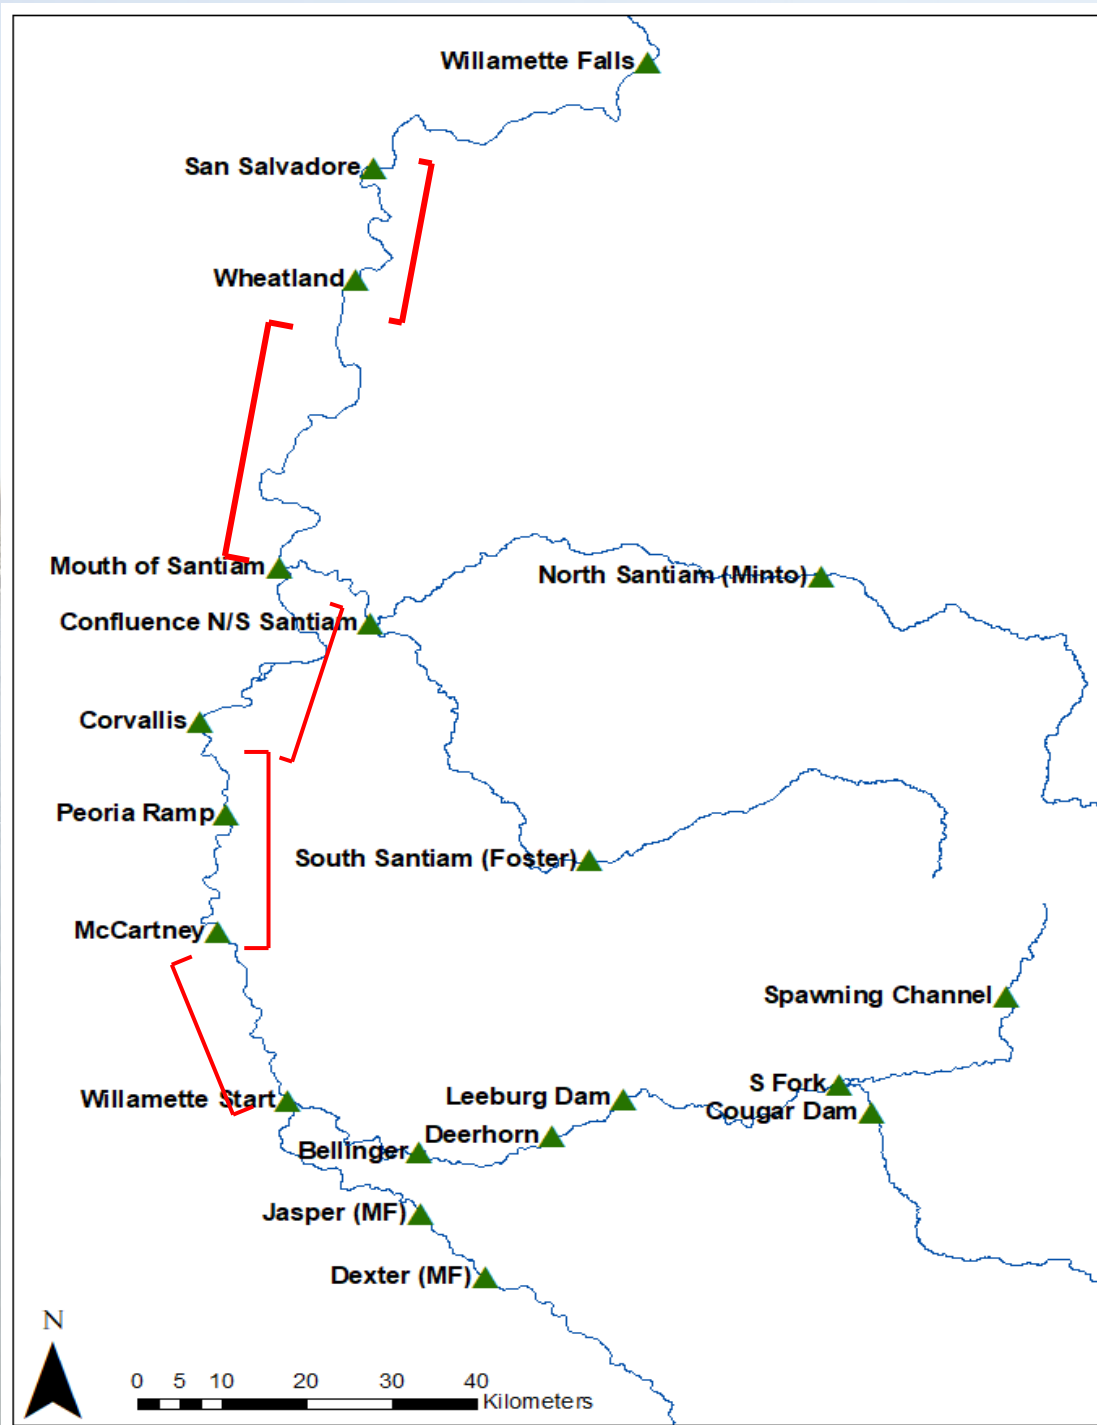 Willamette Falls
San Salvadore
Wheatland
Mouth of Santiam
North Santiam (Minto)
Confluence N/S Santiam
Corvallis
Peoria Ramp
South Santiam (Foster)
McCartney
Spawning Channel
S Fork
Willamette Start
Leeburg Dam
Cougar Dam
Deerhorn
Bellinger
Jasper (MF)
Dexter (MF)
N
0 5 10 20 30 40
Kilometers